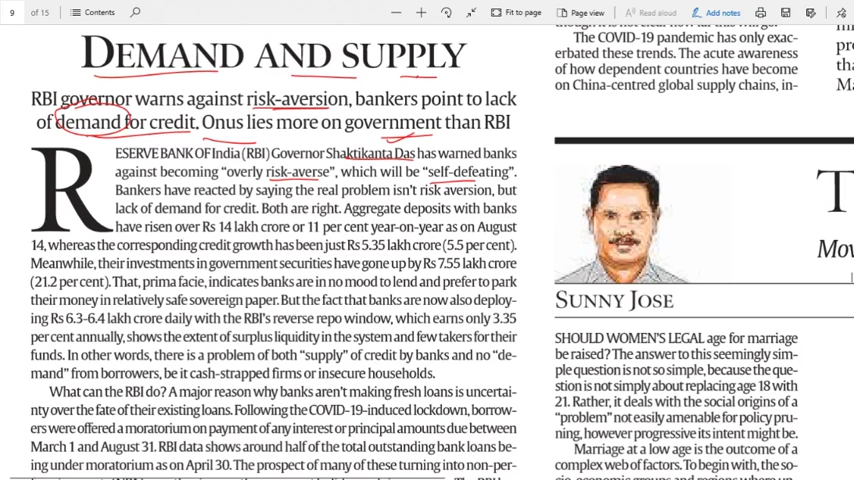 9
of 15
Contents
Fit to page
Page view
Read aloud
Add notes
DEMAND AND SUPPLY
RBI governor warns against risk-aversion, bankers point to lack
of demand for credit. Onus lies more on government than RBI
RESERVE BANK OF India (RBI) Governor Shaktikanta Das has warned banks
against becoming “overly risk-averse”, which will be “self-defeating”.
Bankers have reacted by saying the real problem isn't risk aversion, but
lack of demand for credit. Both are right. Aggregate deposits with banks
have risen over Rs 14 lakh crore or 11 per cent year-on-year as on August
14, whereas the corresponding credit growth has been just Rs 5.35 lakh crore (5.5 per cent).
Meanwhile, their investments in government securities have gone up by Rs 7.55 lakh crore
(21.2 per cent). That, prima facie, indicates banks are in no mood to lend and prefer to park
their money in relatively safe sovereign paper. But the fact that banks are now also deploy-
ing Rs 6.3-6.4 lakh crore daily with the RBI's reverse repo window, which earns only 3.35
per cent annually, shows the extent of surplus liquidity in the system and few takers for their
funds. In other words, there is a problem of both “supply” of credit by banks and no “de-
mand” from borrowers, be it cash-strapped firms or insecure households.
What can the RBI do? A major reason why banks aren't making fresh loans is uncertai-
nty over the fate of their existing loans. Following the COVID-19-induced lockdown, borrow-
ers were offered a moratorium on payment of any interest or principal amounts due between
March 1 and August 31. RBI data shows around half of the total outstanding bank loans be-
ing under moratorium as on April 30. The prospect of many of these turning into non-per-
The COVID-19 pandemic has only exac-
erbated these trends. The acute awareness
of how dependent countries have become
on China-centred global supply chains, in-
pr
tha
Ma
T
Mov
SUNNY JOSE
SHOULD WOMEN'S LEGAL age for marriage
be raised? The answer to this seemingly sim-
ple question is not so simple, because the que-
stion is not simply about replacing age 18 with
21. Rather, it deals with the social origins of a
“problem” not easily amenable for policy pru-
ning, however progressive its intent might be.
Marriage at a low age is the outcome of a
complex web of factors. To begin with, the so-